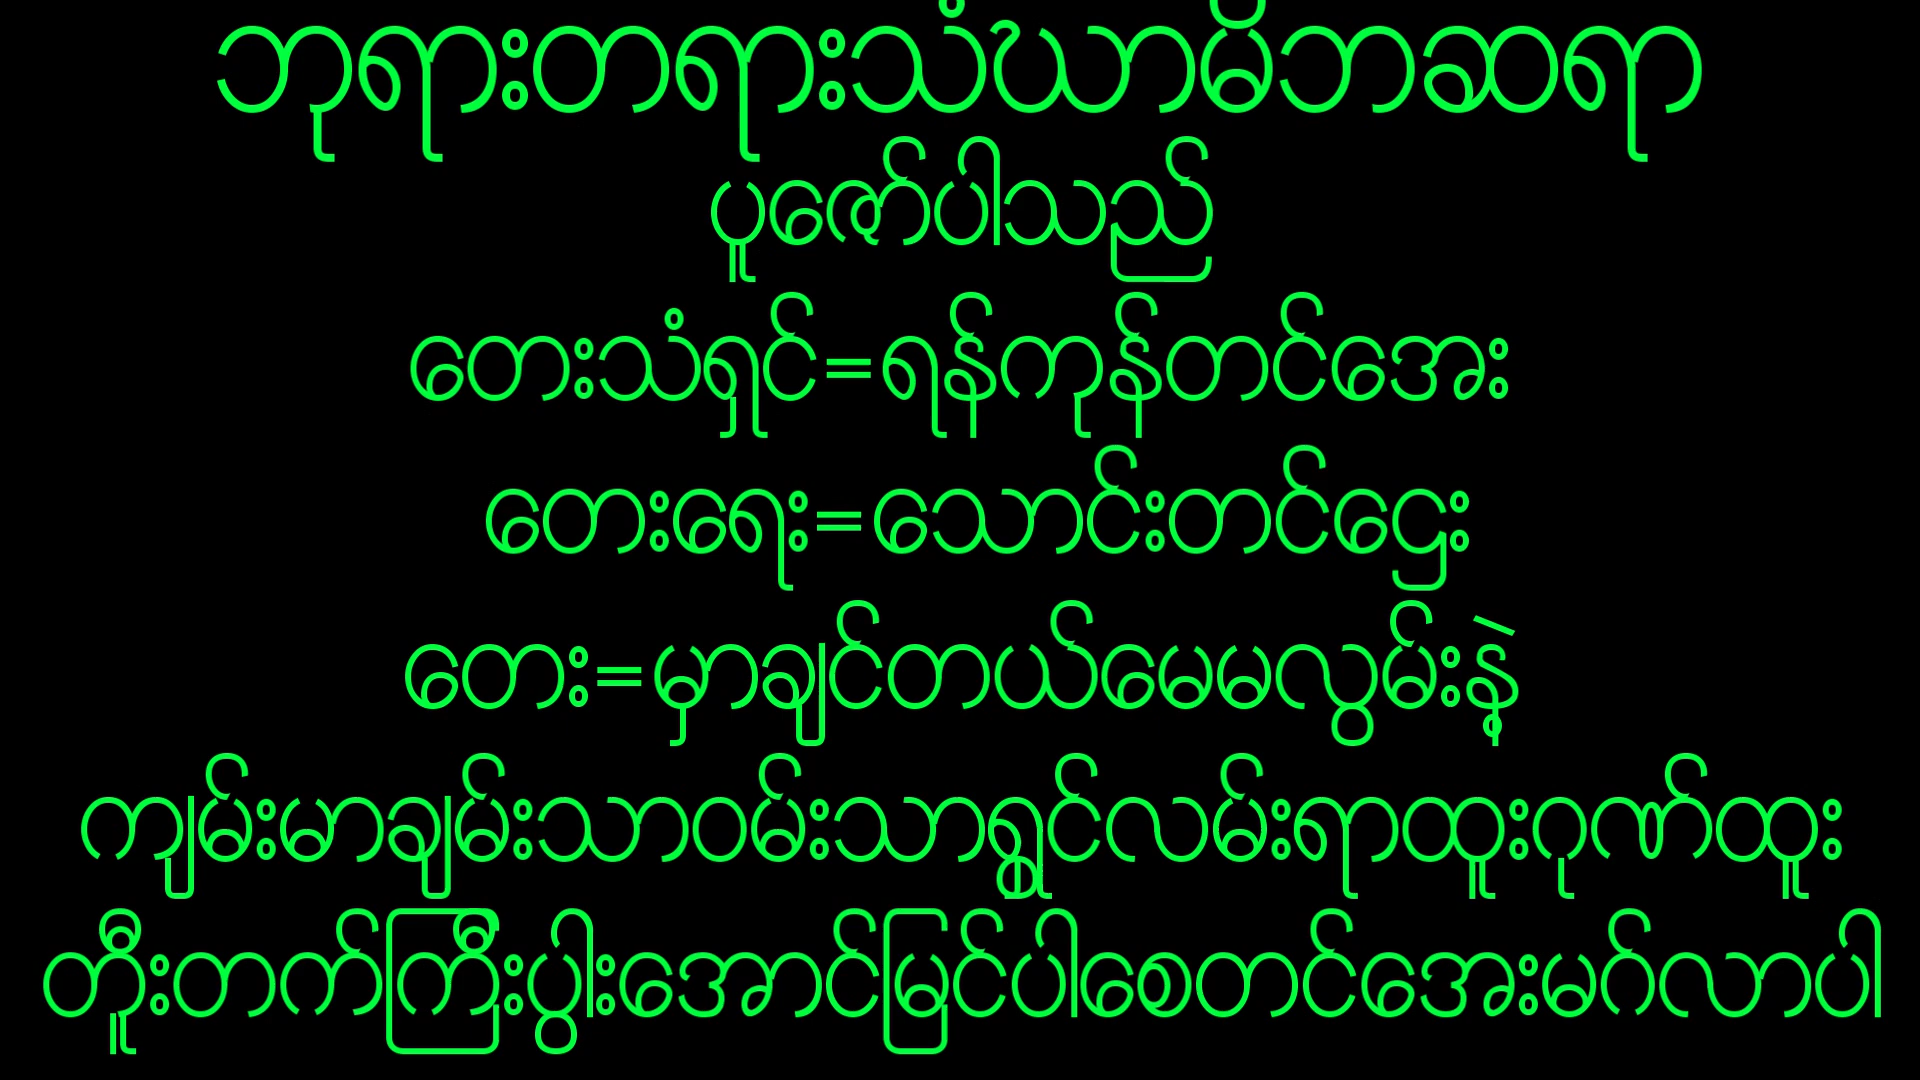 ဘုရားတရားသံဃာမိဘဆရာ
ပူဇော်ပါသည်
တေးသံရှင်=ရန်ကုန်တင်အေး
တေးရေး=သောင်းတင်ဌေး
တေး=မှာချင်တယ်မေမလွမ်းနဲ့
ကျမ်းမာချမ်းသာဝမ်းသာရွှင်လမ်းရာထူးဂုဏ်ထူး
တိူးတက်ကြီးပွါးအောင်မြင်ပါစေတင်အေးမင်္ဂလာပါ